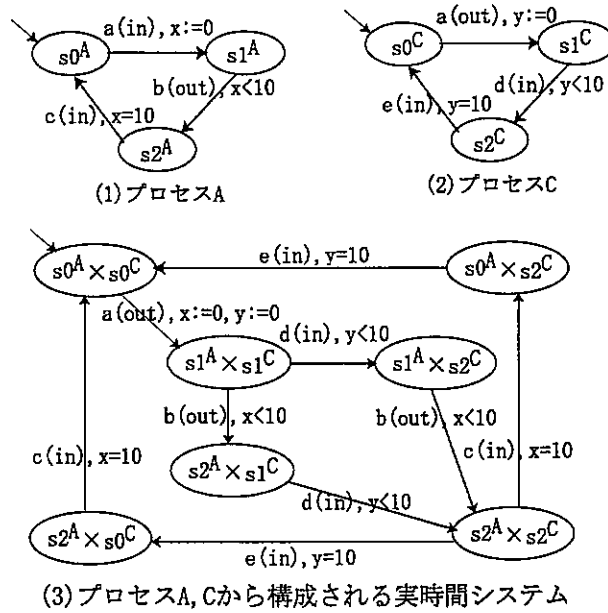 s0^A
a(in), x:=0
s1^A
b(out), x<10
c(in), x=10
s2^A
(1)プロセスA
s0^C
a(out), y:=0
s1^C
d(in), y<10
e(in), y=10
s2^C
(2)プロセスC
s0^A×s0^C
e(in), y=10
s0^A×s2^C
a(out), x:=0, y:=0
s1^A×s1^C
d(in), y<10
s1^A×s2^C
b(out), x<10
b(out), x<10
c(in), x=10
c(in), x=10
s2^A×s1^C
d(in), y<10
s2^A×s0^C
e(in), y=10
s2^A×s2^C
(3)プロセスA,Cから構成される実時間システム